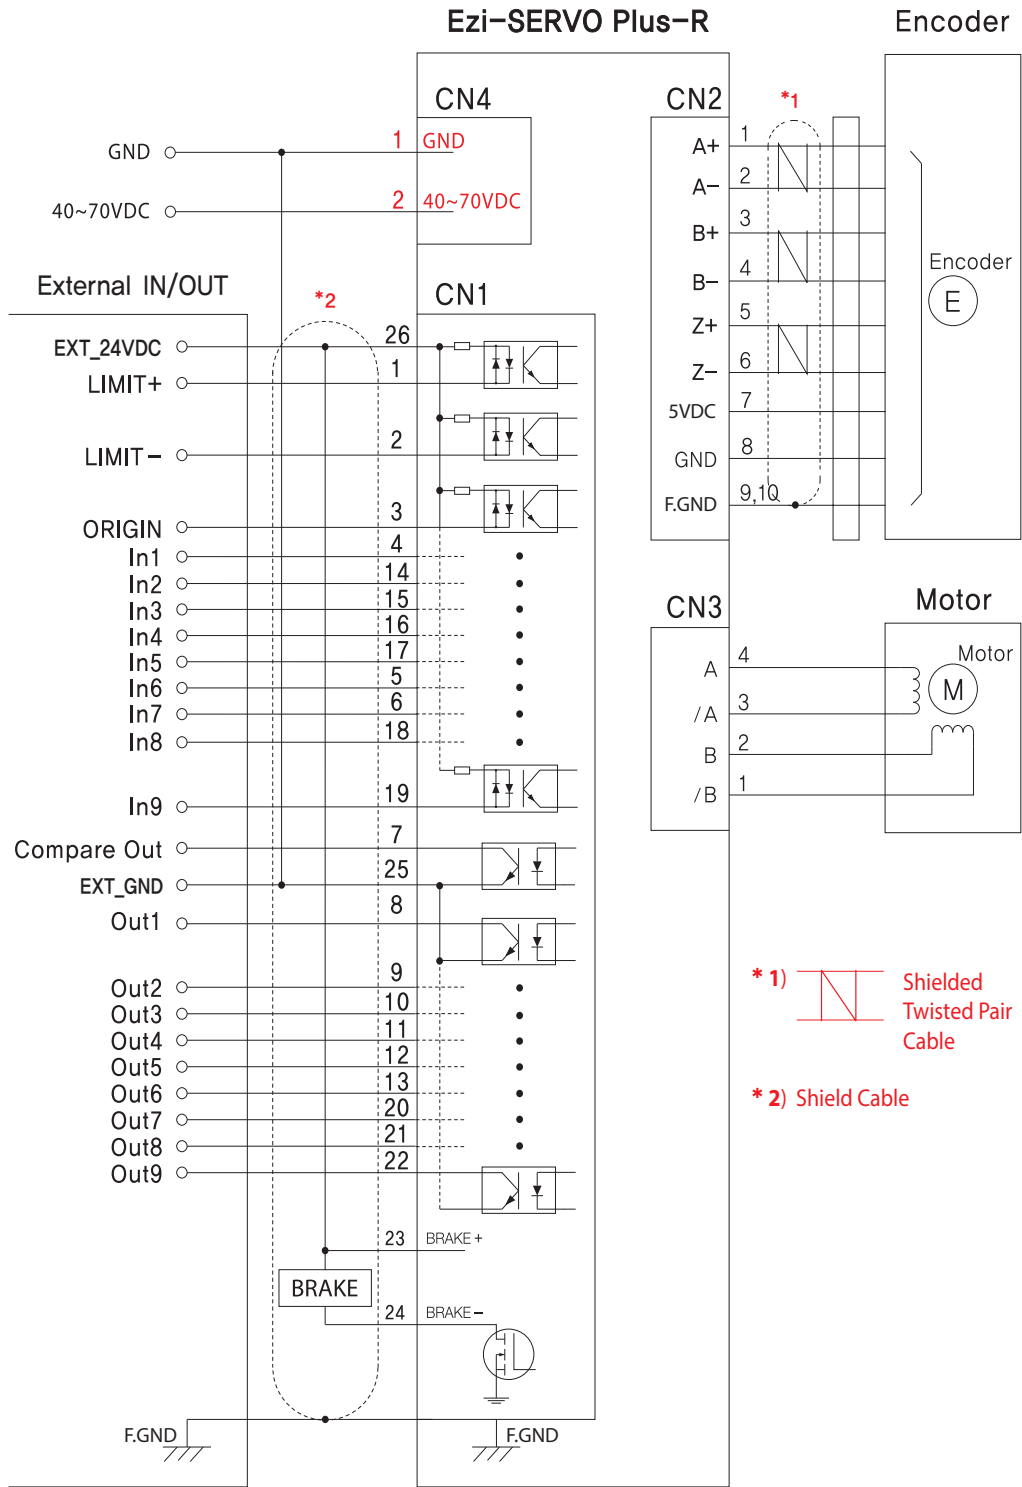 Ezi-SERVO Plus-R
Encoder
CN4
GND
1 GND
40~70VDC
2 40~70VDC
CN2
*1
A+ 1
A- 2
B+ 3
B- 4
Z+ 5
Z- 6
5VDC 7
GND 8
F.GND 9,10
Encoder
E
External IN/OUT
*2
CN1
EXT_24VDC 26
LIMIT+ 1
LIMIT- 2
ORIGIN 3
In1 4
In2 14
In3 15
In4 16
In5 17
In6 5
In7 6
In8 18
In9 19
Compare Out 7
EXT_GND 25
Out1 8
Out2 9
Out3 10
Out4 11
Out5 12
Out6 13
Out7 20
Out8 21
Out9 22
23 BRAKE+
BRAKE
24 BRAKE-
F.GND
F.GND
CN3
Motor
A 4
/A 3
B 2
/B 1
Motor
M
* 1) Shielded
Twisted Pair
Cable
* 2) Shield Cable